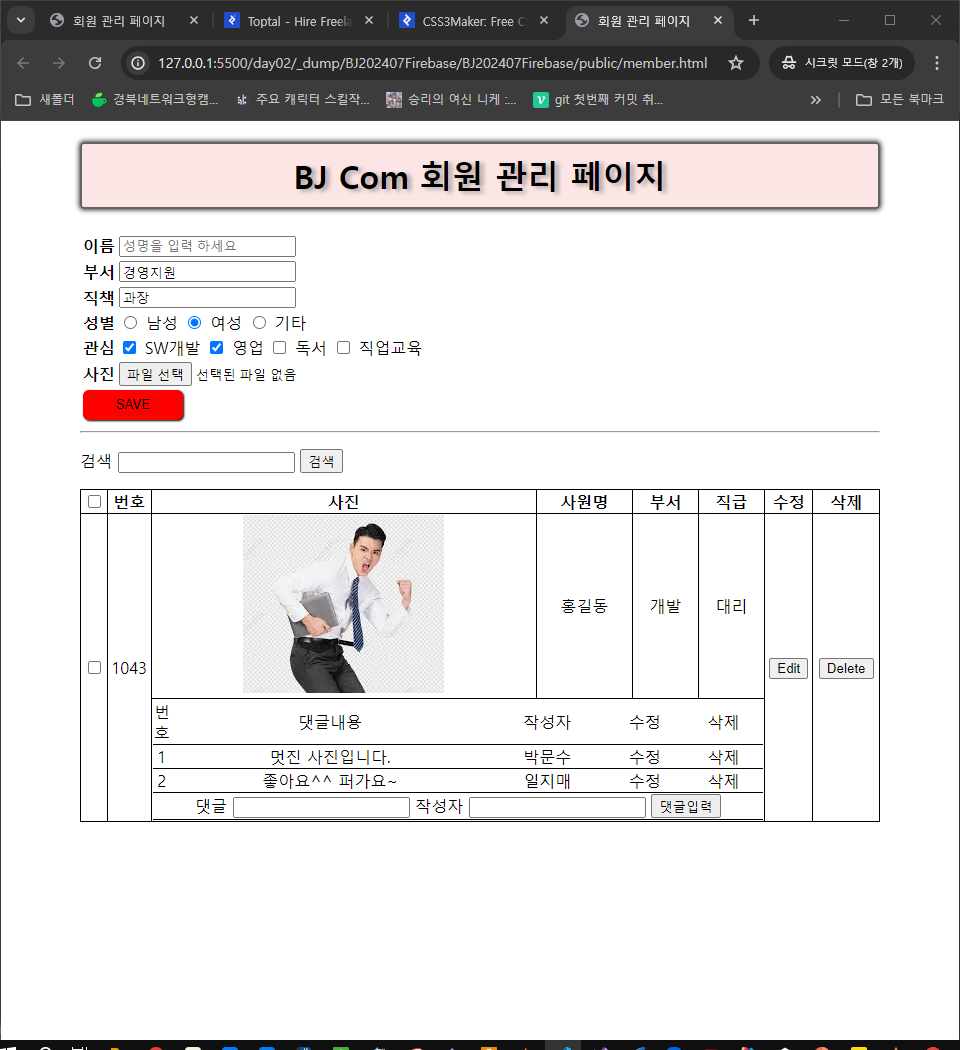 회원 관리 페이지
Toptal - Hire Freela
CSS3Maker: Free C
회원 관리 페이지
127.0.0.1:5500/day02/_dump/BJ202407Firebase/BJ202407Firebase/public/member.html
시크릿 모드(창 2개)
새폴더 경북네트워크형캠... 주요 캐릭터 스킬작... 승리의 여신 니케 :... git 첫번째 커밋 취... » 모든 북마크
BJ Com 회원 관리 페이지
이름 성명을 입력 하세요
부서 경영지원
직책 과장
성별 남성 여성 기타
관심 SW개발 영업 독서 직업교육
사진 파일 선택 선택된 파일 없음
SAVE
검색 검색
번호 사진 사원명 부서 직급 수정 삭제
1043 홍길동 개발 대리 Edit Delete
번호 댓글내용 작성자 수정 삭제
1 멋진 사진입니다. 박문수 수정 삭제
2 좋아요^^ 퍼가요~ 일지매 수정 삭제
댓글 작성자 댓글입력